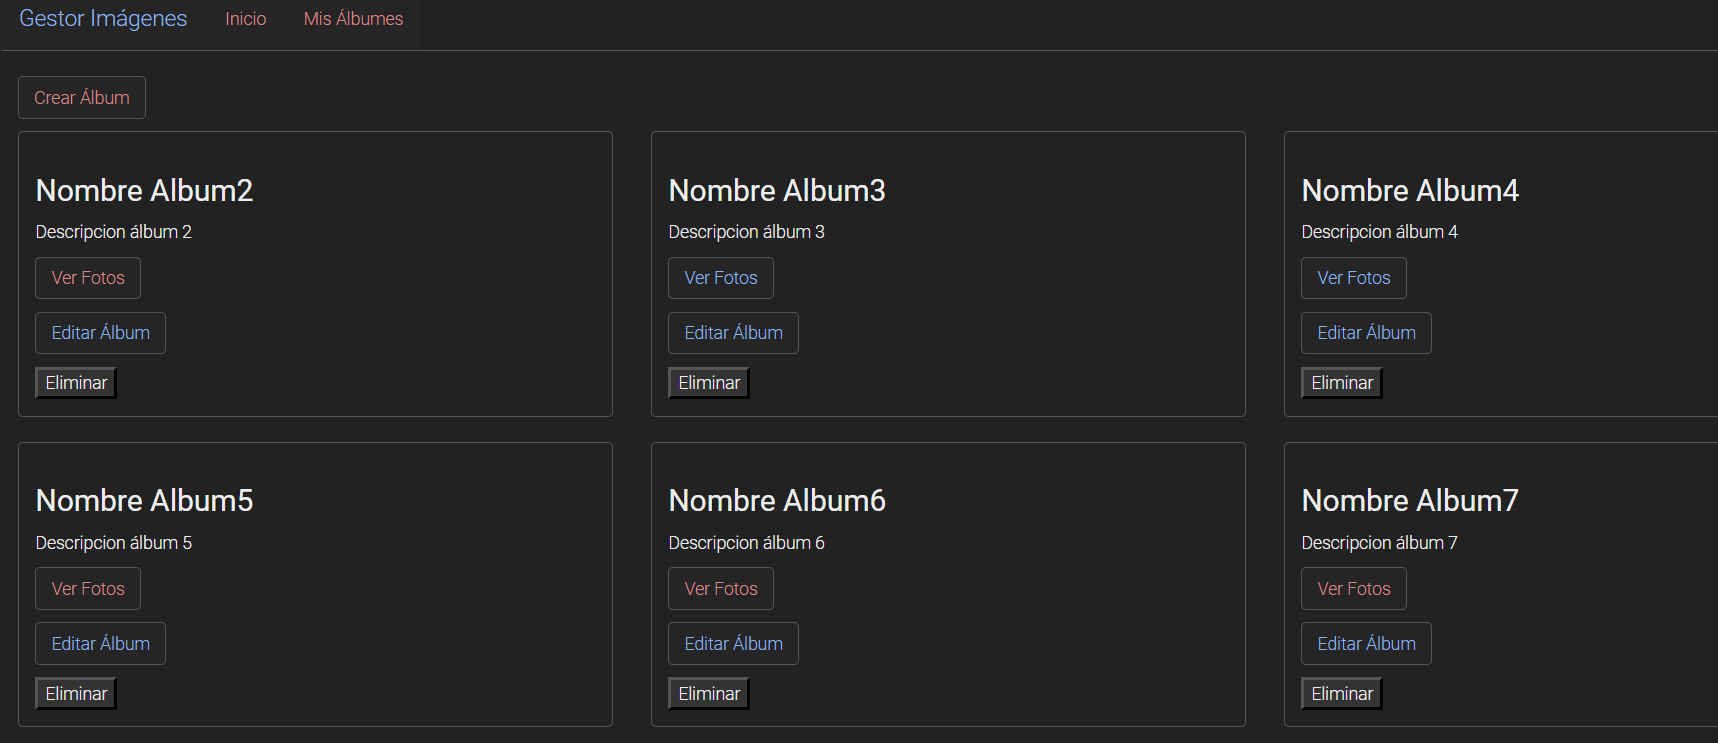 Gestor Imágenes Inicio Mis Álbumes
Crear Álbum
Nombre Album2
Descripcion álbum 2
Ver Fotos
Editar Álbum
Eliminar
Nombre Album3
Descripcion álbum 3
Ver Fotos
Editar Álbum
Eliminar
Nombre Album4
Descripcion álbum 4
Ver Fotos
Editar Álbum
Eliminar
Nombre Album5
Descripcion álbum 5
Ver Fotos
Editar Álbum
Eliminar
Nombre Album6
Descripcion álbum 6
Ver Fotos
Editar Álbum
Eliminar
Nombre Album7
Descripcion álbum 7
Ver Fotos
Editar Álbum
Eliminar